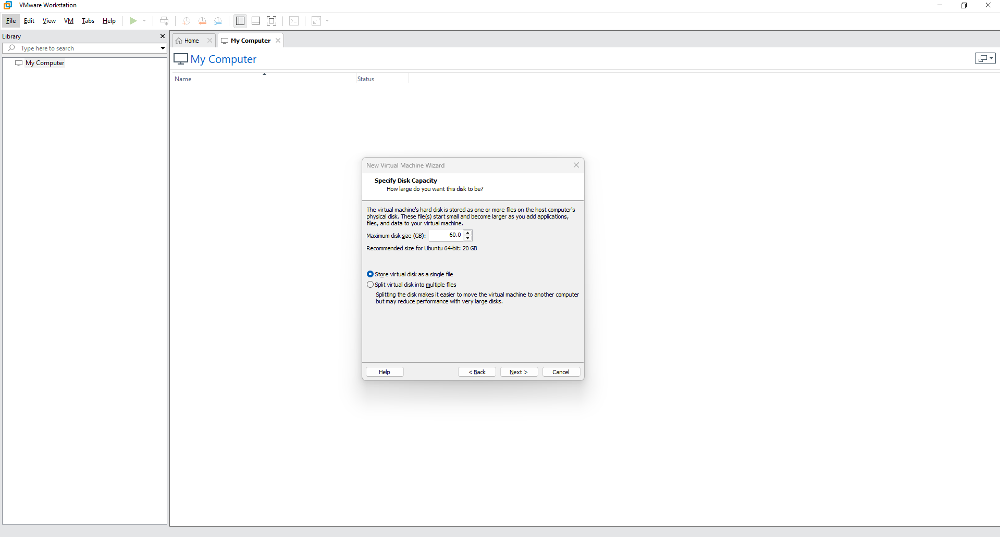 VMware Workstation
File Edit View VM Tabs Help
Library
Type here to search
My Computer
Home
My Computer
My Computer
Name Status
New Virtual Machine Wizard
Specify Disk Capacity
How large do you want this disk to be?
The virtual machine's hard disk is stored as one or more files on the host computer's
physical disk. These file(s) start small and become larger as you add applications,
files, and data to your virtual machine.
Maximum disk size (GB): 60.0
Recommended size for Ubuntu 64-bit: 20 GB
Store virtual disk as a single file
Split virtual disk into multiple files
Splitting the disk makes it easier to move the virtual machine to another computer
but may reduce performance with very large disks.
Help < Back Next > Cancel